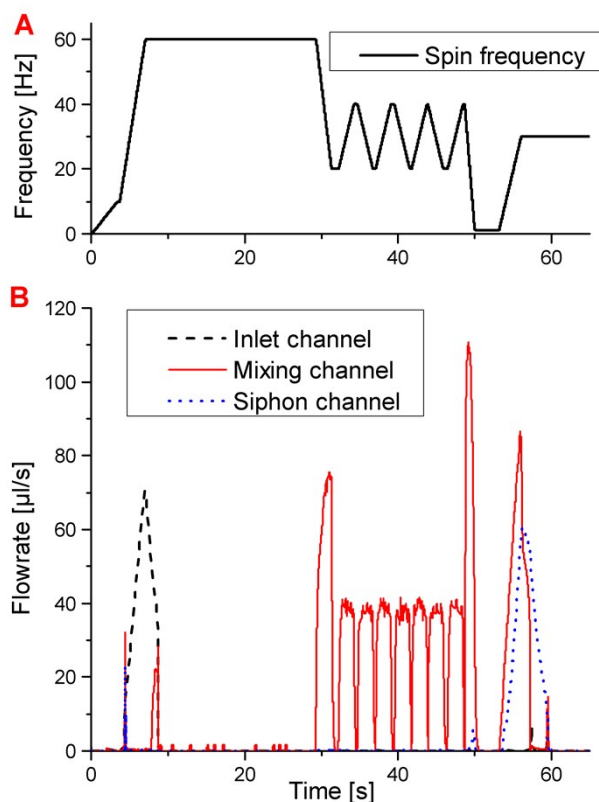 A
60
40
20
0
Frequency [Hz]
Spin frequency
0
20
40
60
B
120
100
80
60
40
20
0
Flowrate [µl/s]
Inlet channel
Mixing channel
Siphon channel
0
20
40
60
Time [s]